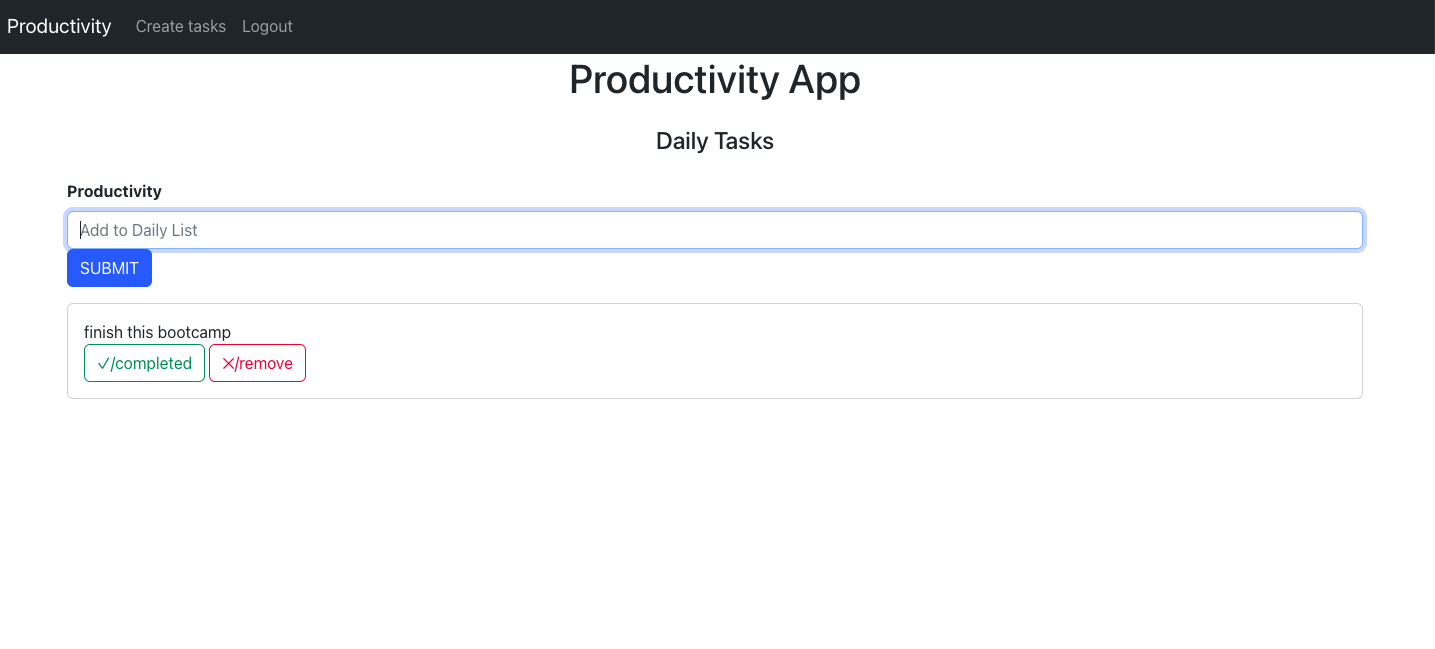 Productivity Create tasks Logout
Productivity App
Daily Tasks
Productivity
Add to Daily List
SUBMIT
finish this bootcamp
✓/completed ✕/remove